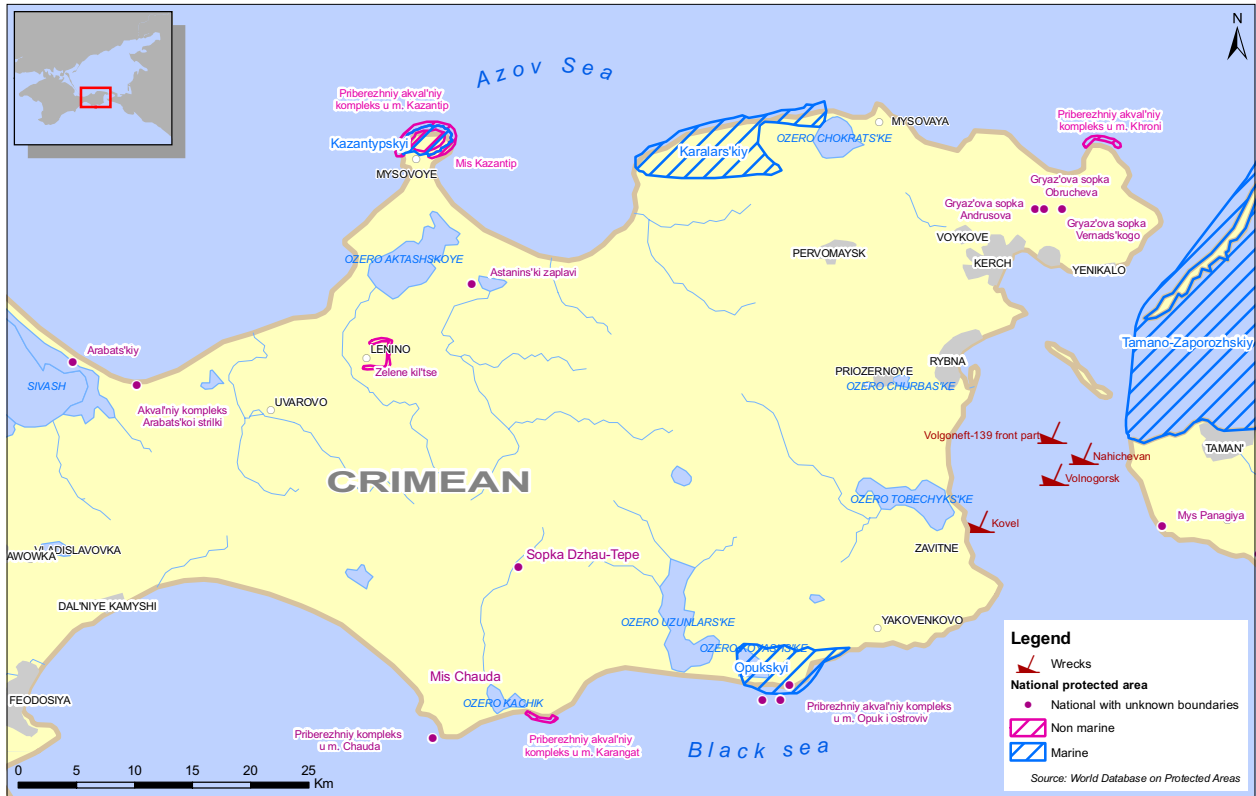 N
Azov Sea
Priberezhniy akval'niy
kompleks u m. Kazantip
Kazantypskyi
Mis Kazantip
MYSOVOYE
Karalars'kiy
OZERO CHOKRATS'KE
MYSOVAYA
Priberezhniy akval'niy
kompleks u m. Khroni
Gryaz'ova sopka
Obrucheva
Gryaz'ova sopka
Andrusova
Gryaz'ova sopka
Vernads'kogo
VOYKOVE
PERVOMAYSK
KERCH
YENIKALO
OZERO AKTASHSKOYE
Astanins'ki zaplavi
Tamano-Zaporozhskiy
Arabats'kiy
LENINO
Zelene kil'tse
RYBNA
PRIOZERNOYE
OZERO CHURBAS'KE
SIVASH
UVAROVO
Akval'niy kompleks
Arabats'koi strilki
Volgoneft-139 front part
Nahichevan
TAMAN'
Volnogorsk
CRIMEAN
OZERO TOBECHYKS'KE
Mys Panagiya
Kovel
ZAVITNE
AWOWKA
VLADISLAVOVKA
Sopka Dzhau-Tepe
DAL'NIYE KAMYSHI
OZERO UZUNLARS'KE
YAKOVENKOVO
Opukskyi
Mis Chauda
FEODOSIYA
OZERO KACHIK
Pribrezhniy akval'niy kompleks
u m. Opuk i ostroviv
Priberezhniy kompleks
u m. Chauda
Priberezhniy akval'niy
kompleks u m. Karangat
Black sea
0 5 10 15 20 25
Km
Legend
Wrecks
National protected area
National with unknown boundaries
Non marine
Marine
Source: World Database on Protected Areas